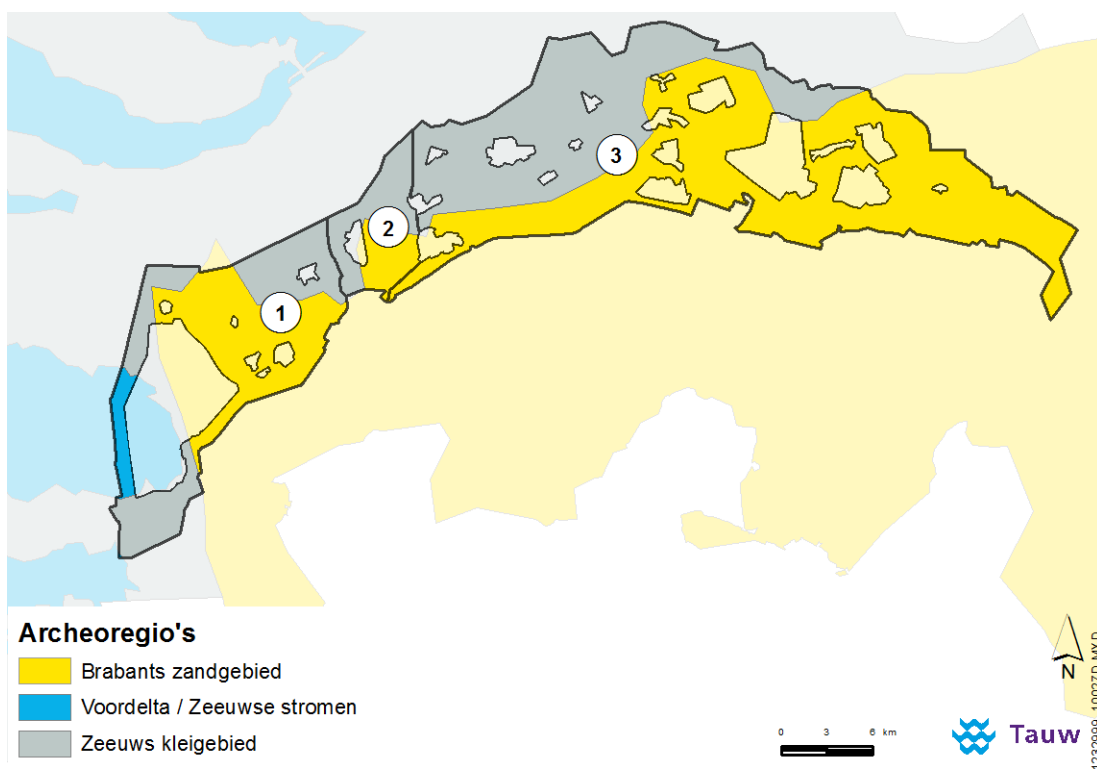 3
2
1
Archeoregio's
Brabants zandgebied
Voordelta / Zeeuwse stromen
Zeeuws kleigebied
0 3 6 km
N
Tauw